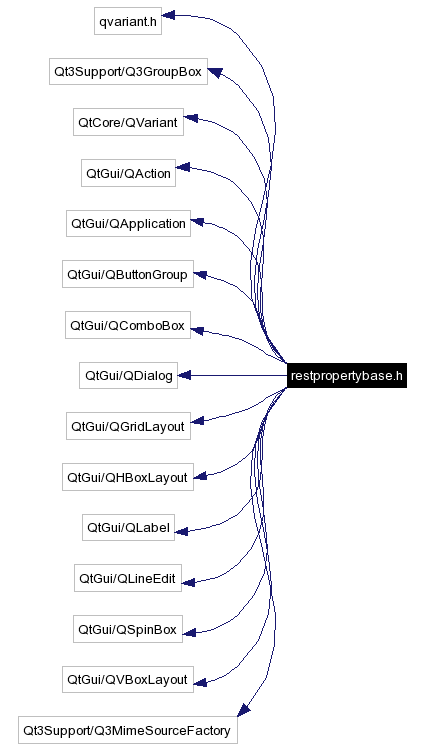 qvariant.h
Qt3Support/Q3GroupBox
QtCore/QVariant
QtGui/QAction
QtGui/QApplication
QtGui/QButtonGroup
QtGui/QComboBox
QtGui/QDialog
restpropertybase.h
QtGui/QGridLayout
QtGui/QHBoxLayout
QtGui/QLabel
QtGui/QLineEdit
QtGui/QSpinBox
QtGui/QVBoxLayout
Qt3Support/Q3MimeSourceFactory